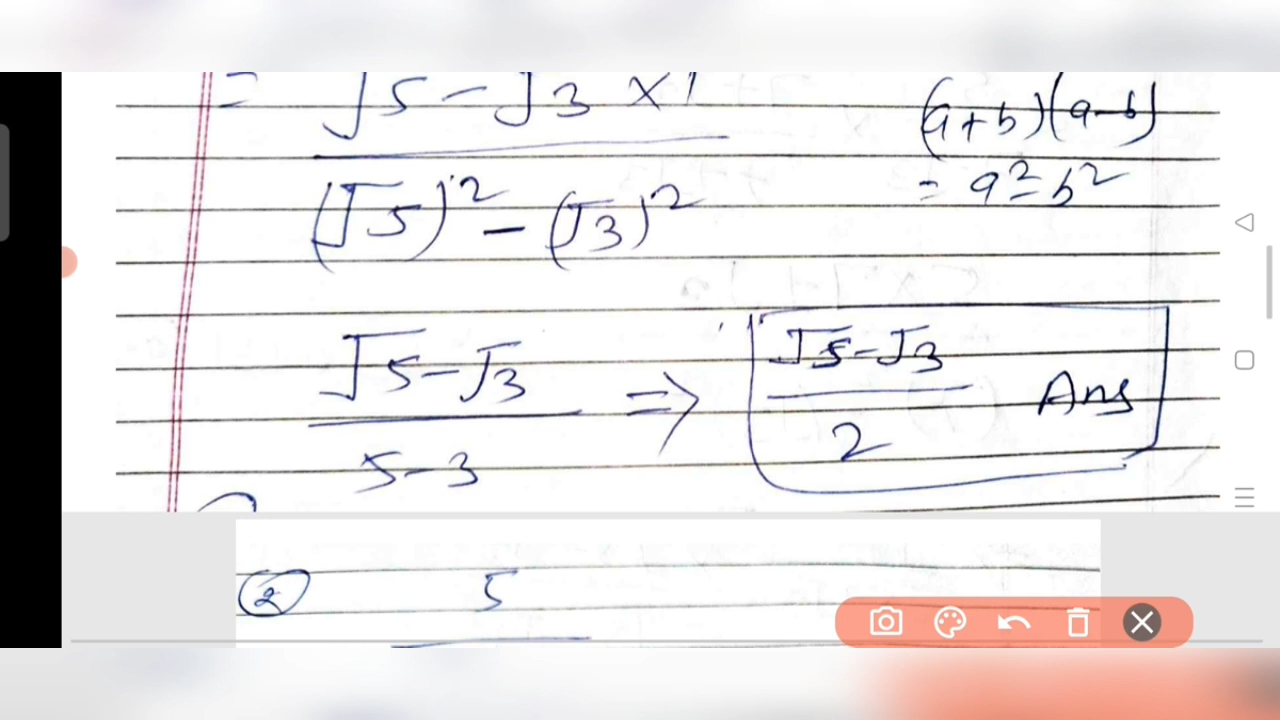 = √5 - √3 × 1
(√5)² - (√3)²
(a+b)(a-b)
= a² - b²
√5 - √3
5 - 3
⇒
√5 - √3
2
Ans
② 5